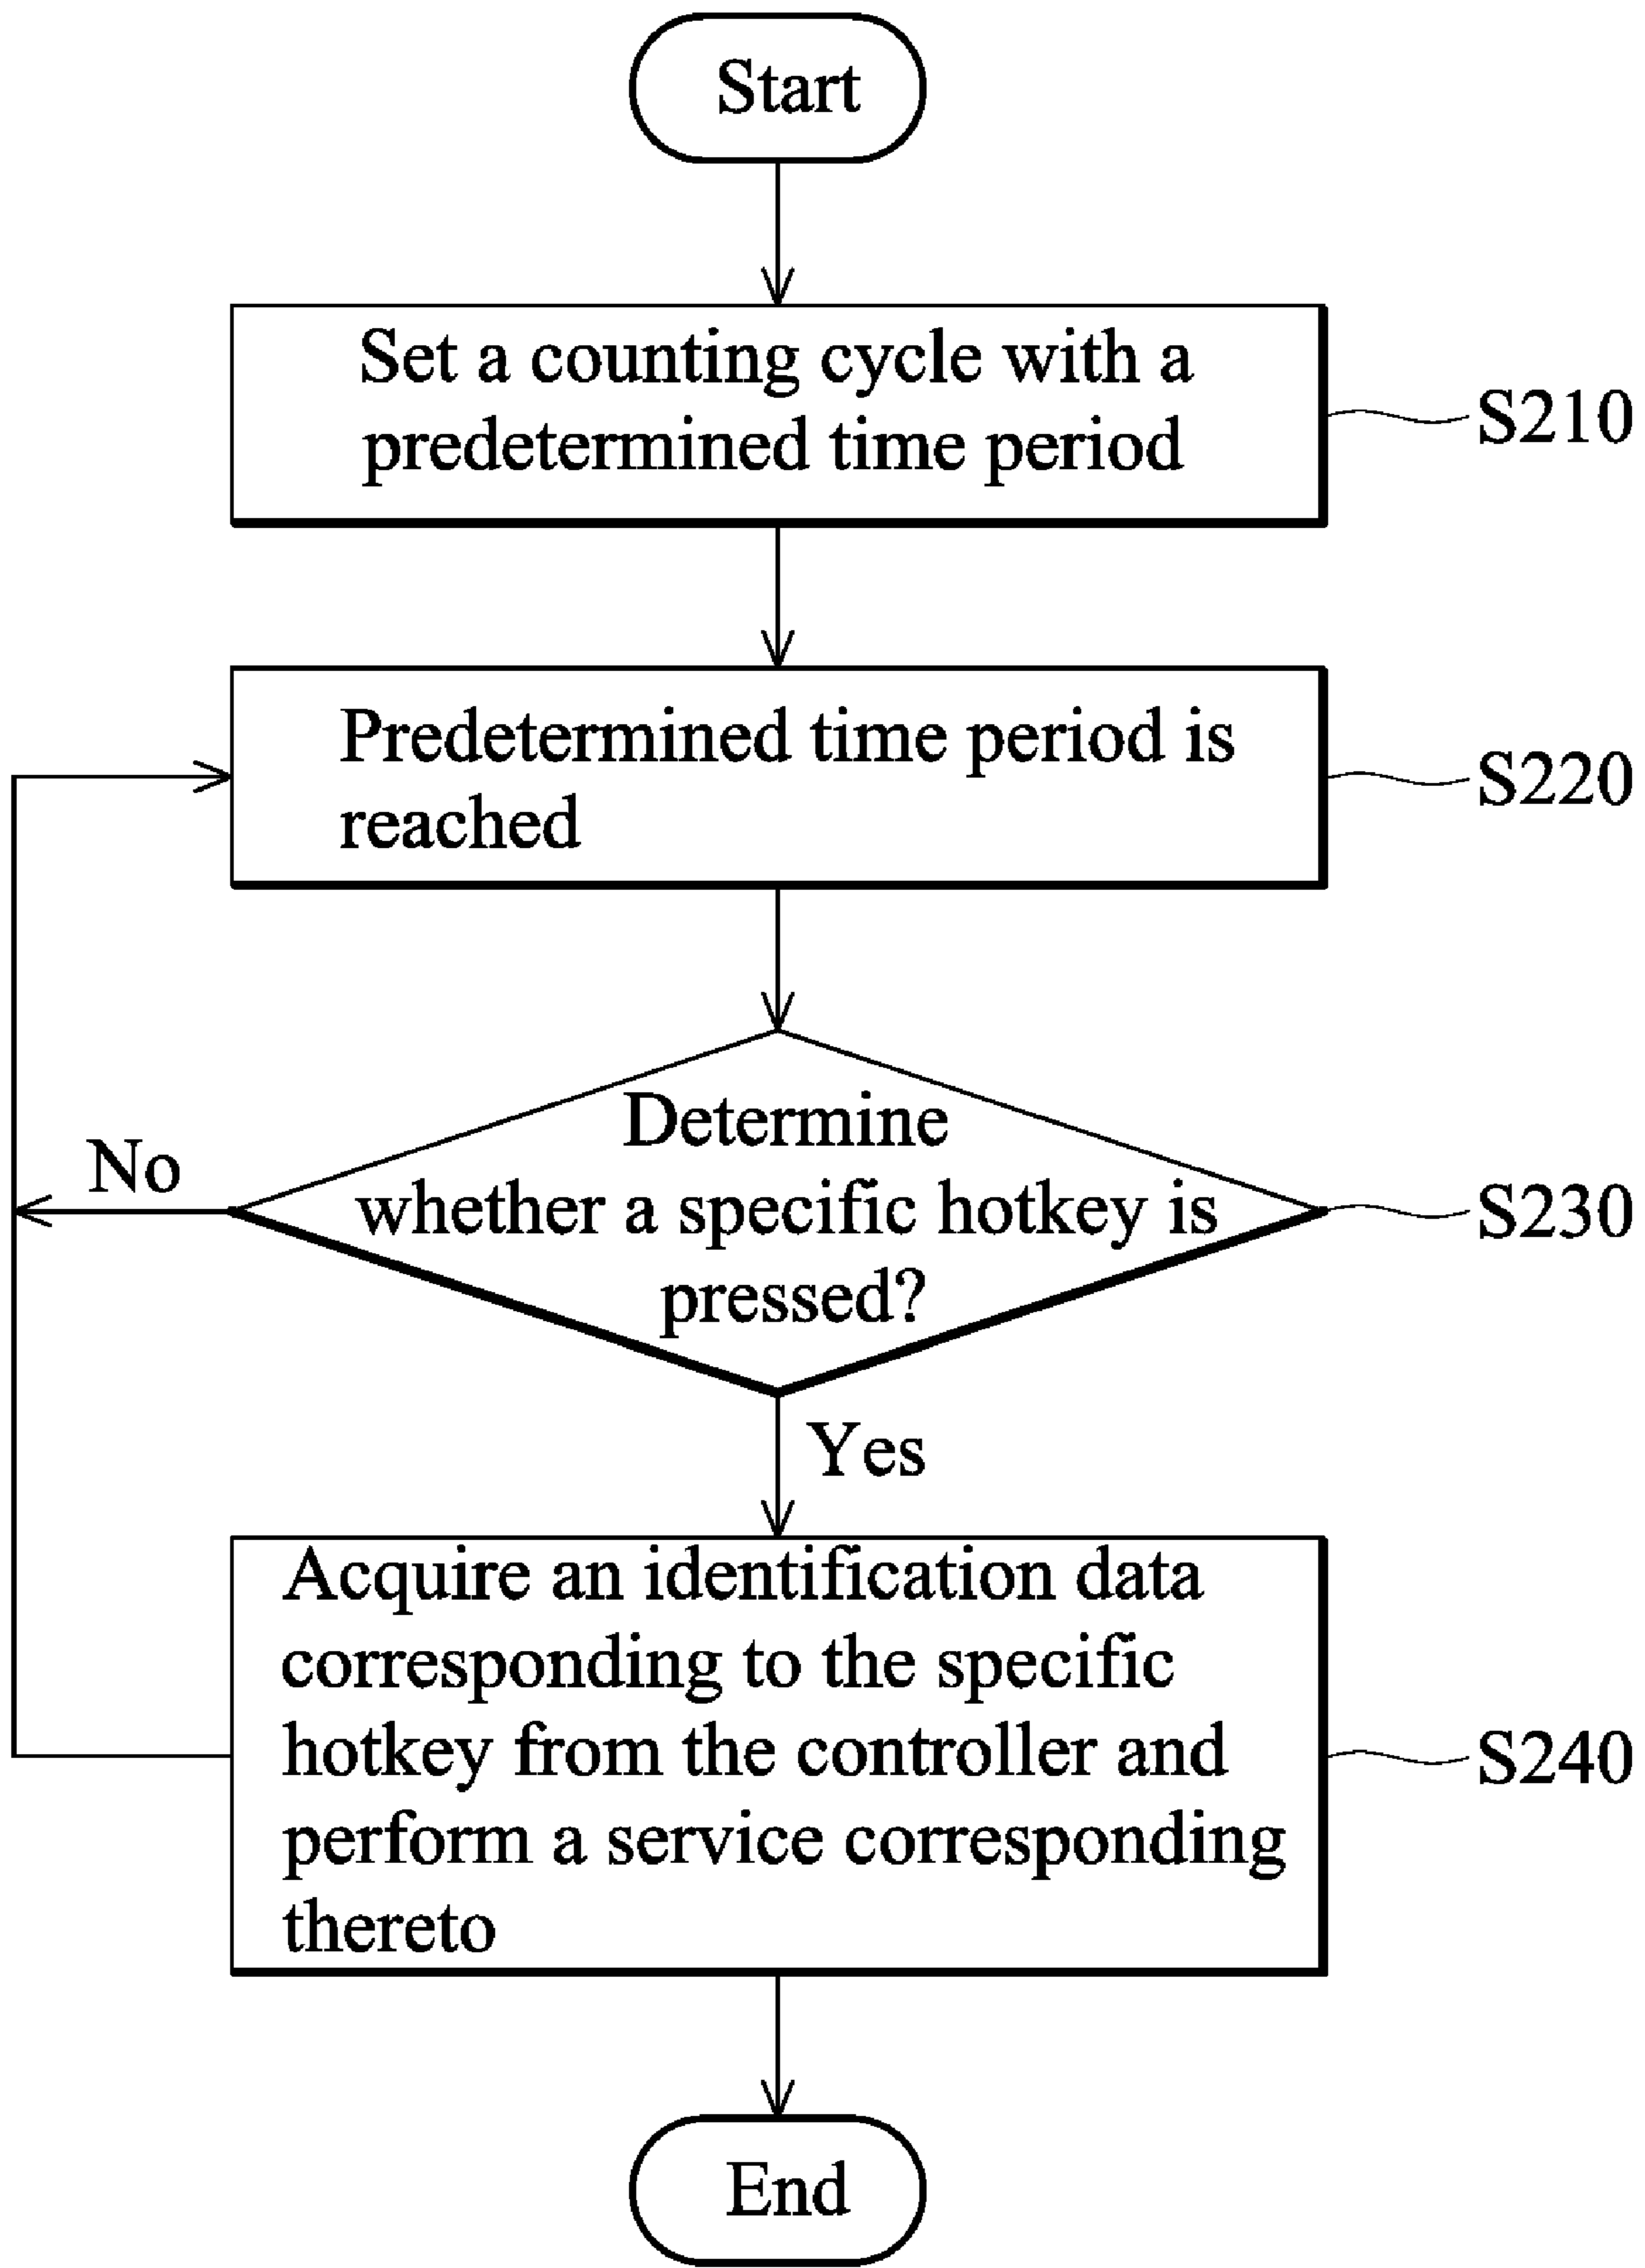 Start
Set a counting cycle with a
predetermined time period
S210
Predetermined time period is
reached
S220
Determine
whether a specific hotkey is
pressed?
S230
No
Yes
Acquire an identification data
corresponding to the specific
hotkey from the controller and
perform a service corresponding
thereto
S240
End